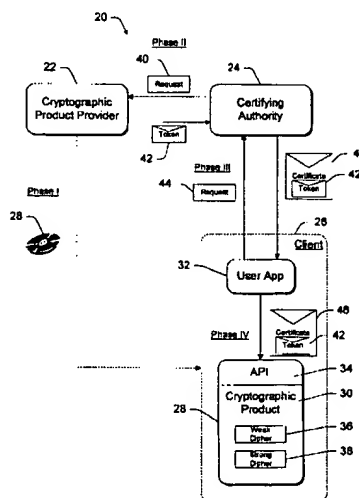 20
Phase II
22
40
24
Request
Cryptographic
Product Provider
Certifying
Authority
Token
42
Phase III
44
Request
Certificate
42
Token
Phase I
28
26
Client
32
User App
Phase IV
46
Certificate
42
Token
API
34
Cryptographic
Product
30
28
Weak
Cipher
36
Strong
Cipher
38